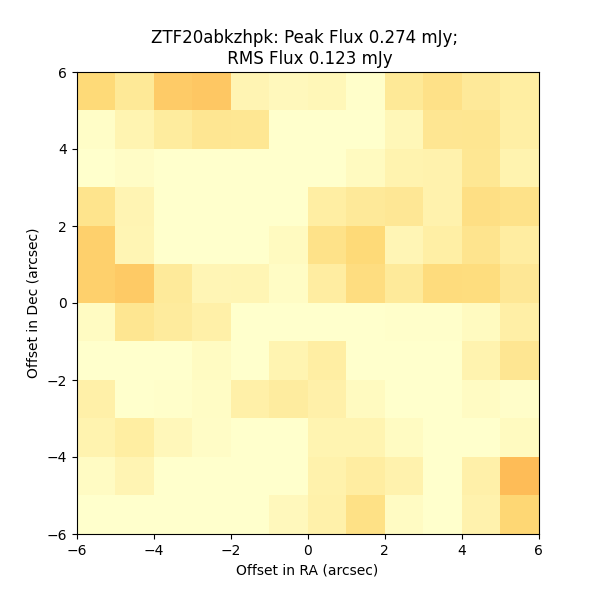 ZTF20abkzhpk: Peak Flux 0.274 mJy;
RMS Flux 0.123 mJy
6
4
2
0
−2
−4
−6
Offset in Dec (arcsec)
−6 −4 −2 0 2 4 6
Offset in RA (arcsec)